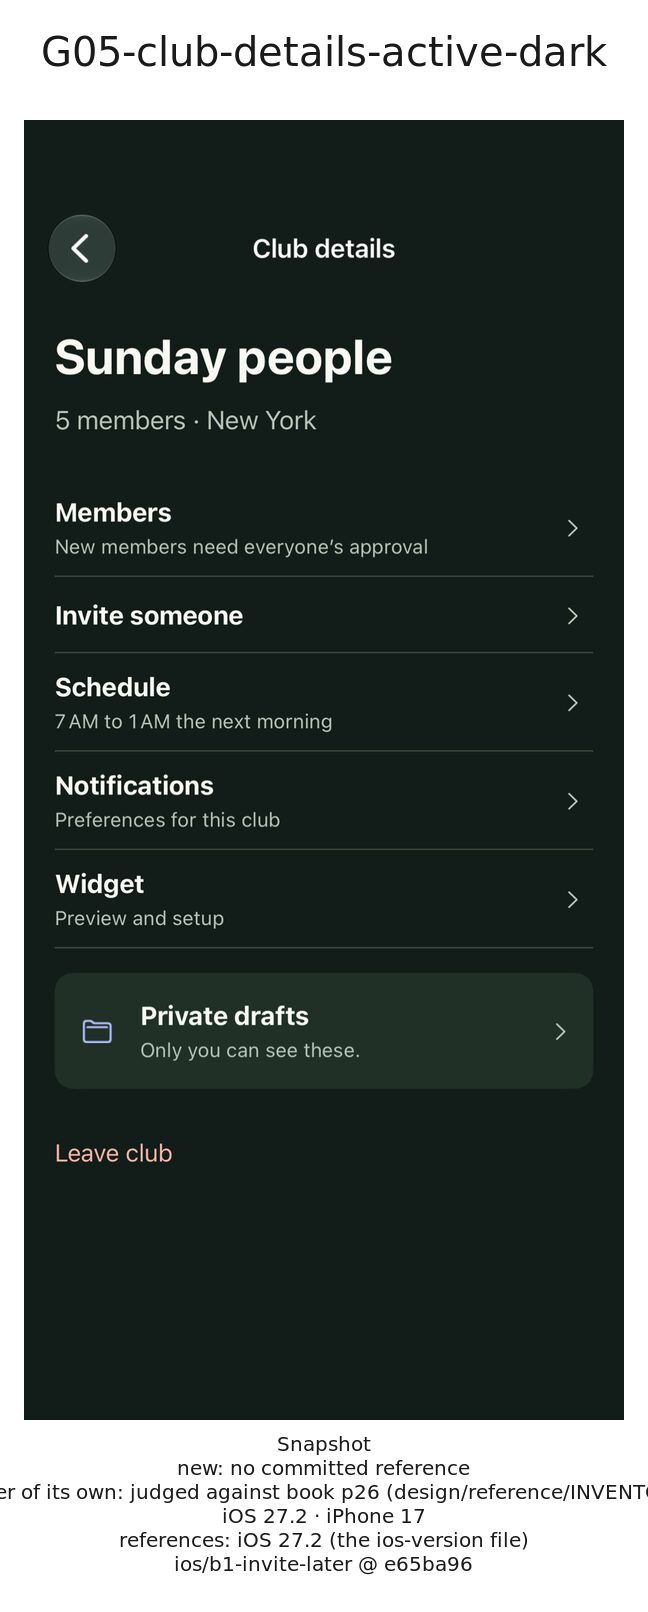 G05-club-details-active-dark
Club details
Sunday people
5 members · New York
Members
New members need everyone’s approval
Invite someone
Schedule
7 AM to 1 AM the next morning
Notifications
Preferences for this club
Widget
Preview and setup
Private drafts
Only you can see these.
Leave club
Snapshot
new: no committed reference
of its own: judged against book p26
iOS 27.2 · iPhone 17
references: iOS 27.2 (the ios-version file)
ios/b1-invite-later @ e65ba96